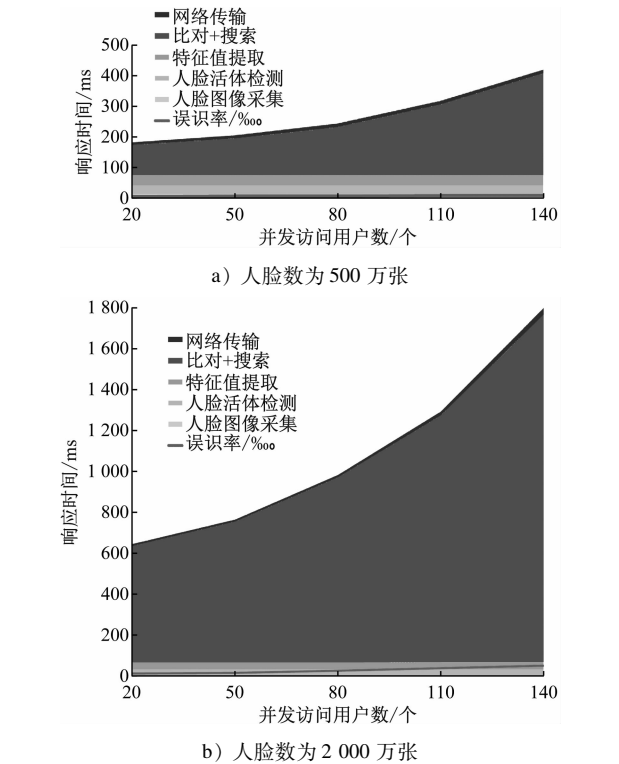 网络传输
比对+搜索
特征值提取
人脸活体检测
人脸图像采集
误识率/‱
响应时间/ms
500
400
300
200
100
0
20 50 80 110 140
并发访问用户数/个
a）人脸数为500 万张
1 800
1 600
1 400
1 200
1 000
800
600
400
200
0
网络传输
比对+搜索
特征值提取
人脸活体检测
人脸图像采集
误识率/‱
响应时间/ms
20 50 80 110 140
并发访问用户数/个
b）人脸数为2 000 万张